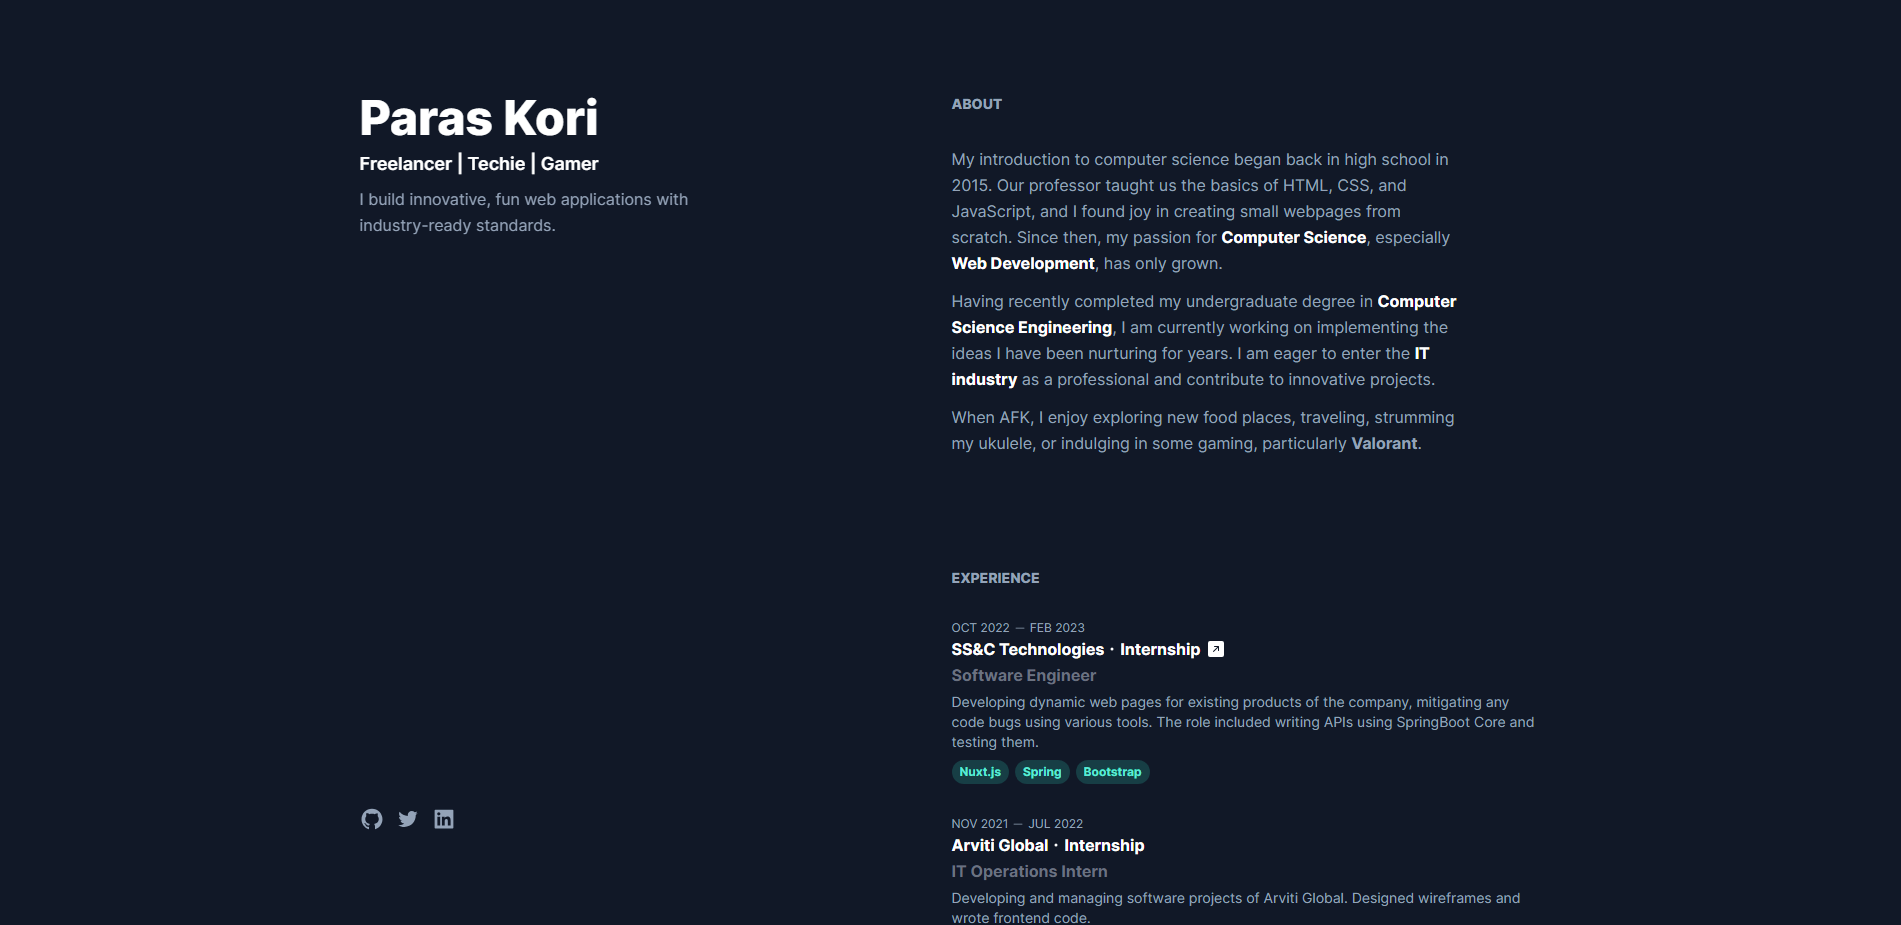 Paras Kori
Freelancer | Techie | Gamer
I build innovative, fun web applications with
industry-ready standards.
ABOUT
My introduction to computer science began back in high school in
2015. Our professor taught us the basics of HTML, CSS, and
JavaScript, and I found joy in creating small webpages from
scratch. Since then, my passion for Computer Science, especially
Web Development, has only grown.
Having recently completed my undergraduate degree in Computer
Science Engineering, I am currently working on implementing the
ideas I have been nurturing for years. I am eager to enter the IT
industry as a professional and contribute to innovative projects.
When AFK, I enjoy exploring new food places, traveling, strumming
my ukulele, or indulging in some gaming, particularly Valorant.
EXPERIENCE
OCT 2022 — FEB 2023
SS&C Technologies · Internship
Software Engineer
Developing dynamic web pages for existing products of the company, mitigating any
code bugs using various tools. The role included writing APIs using SpringBoot Core and
testing them.
Nuxt.js Spring Bootstrap
NOV 2021 — JUL 2022
Arviti Global · Internship
IT Operations Intern
Developing and managing software projects of Arviti Global. Designed wireframes and
wrote frontend code.